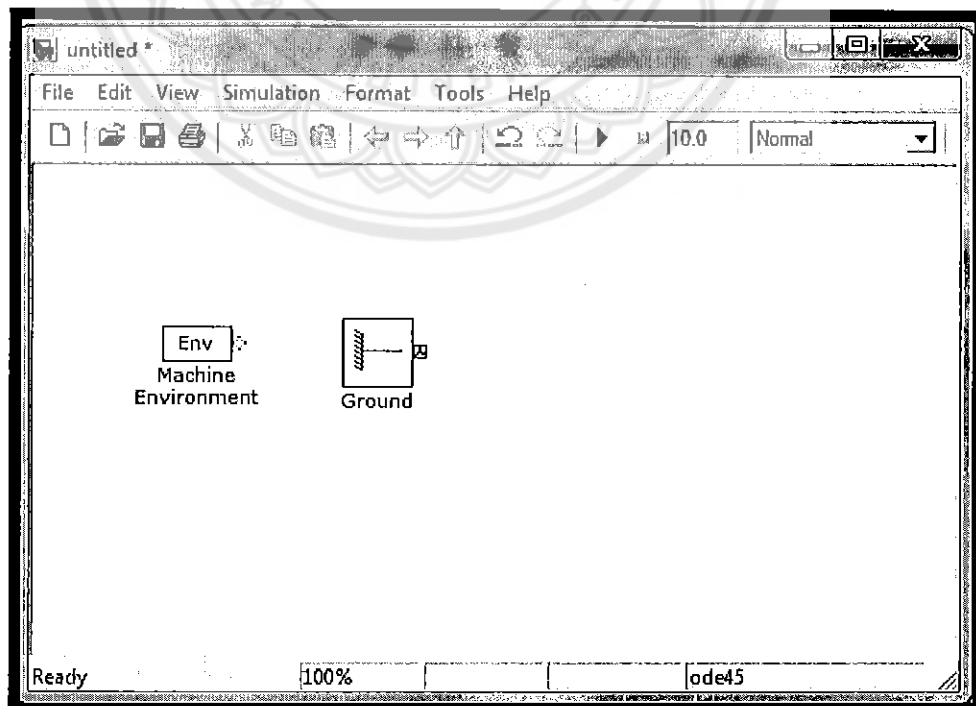 untitled *
File Edit View Simulation Format Tools Help
10.0 Normal
Env
Machine
Environment
Ground
Ready 100% ode45